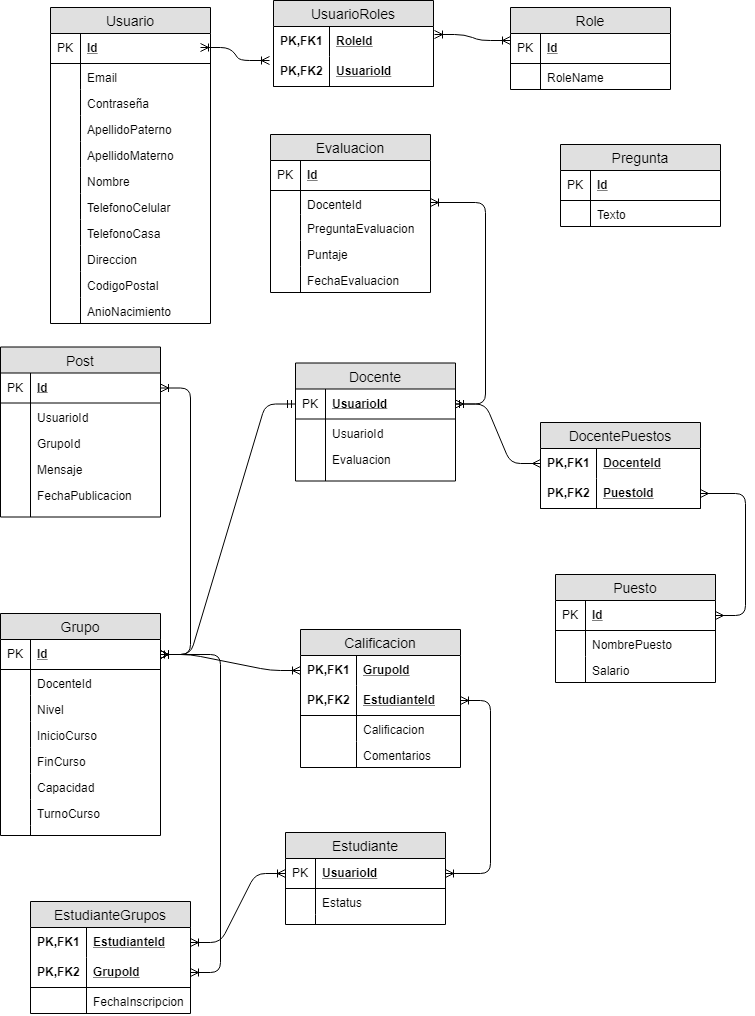 Usuario
PK Id
Email
Contraseña
ApellidoPaterno
ApellidoMaterno
Nombre
TelefonoCelular
TelefonoCasa
Direccion
CodigoPostal
AnioNacimiento
UsuarioRoles
PK,FK1 RoleId
PK,FK2 UsuarioId
Role
PK Id
RoleName
Evaluacion
PK Id
DocenteId
PreguntaEvaluacion
Puntaje
FechaEvaluacion
Pregunta
PK Id
Texto
Post
PK Id
UsuarioId
GrupoId
Mensaje
FechaPublicacion
Docente
PK UsuarioId
UsuarioId
Evaluacion
DocentePuestos
PK,FK1 DocenteId
PK,FK2 PuestoId
Puesto
PK Id
NombrePuesto
Salario
Grupo
PK Id
DocenteId
Nivel
InicioCurso
FinCurso
Capacidad
TurnoCurso
Calificacion
PK,FK1 GrupoId
PK,FK2 EstudianteId
Calificacion
Comentarios
Estudiante
PK UsuarioId
Estatus
EstudianteGrupos
PK,FK1 EstudianteId
PK,FK2 GrupoId
FechaInscripcion